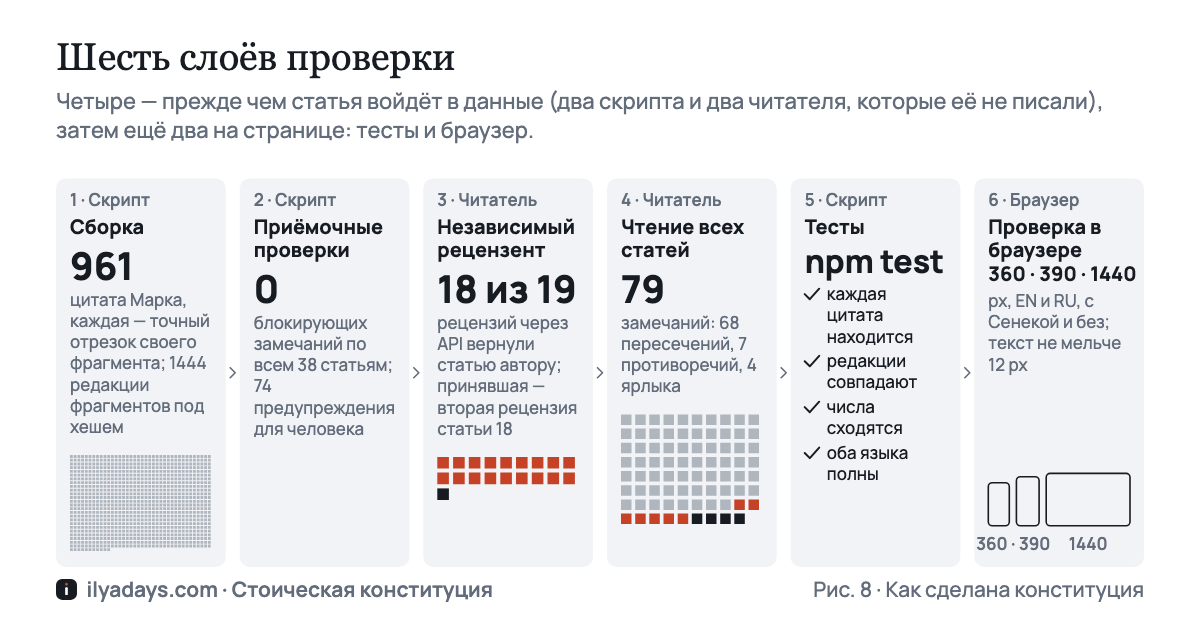 Шесть слоёв проверки
Четыре — прежде чем статья войдёт в данные (два скрипта и два читателя, которые её не писали),
затем ещё два на странице: тесты и браузер.
1 · Скрипт
Сборка
961
цитата Марка,
каждая — точный
отрезок своего
фрагмента; 1444
редакции
фрагментов под
хешем
2 · Скрипт
Приёмочные
проверки
0
блокирующих
замечаний по
всем 38 статьям;
74
предупреждения
для человека
3 · Читатель
Независимый
рецензент
18 из 19
рецензий через
API вернули
статью автору;
принявшая —
вторая рецензия
статьи 18
4 · Читатель
Чтение всех
статей
79
замечаний: 68
пересечений, 7
противоречий, 4
ярлыка
5 · Скрипт
Тесты
npm test
каждая
цитата
находится
редакции
совпадают
числа
сходятся
оба языка
полны
6 · Браузер
Проверка в
браузере
360 · 390 · 1440
px, EN и RU, с
Сенекой и без;
текст не мельче
12 px
360 · 390 1440
i ilyadays.com · Стоическая конституция
Рис. 8 · Как сделана конституция